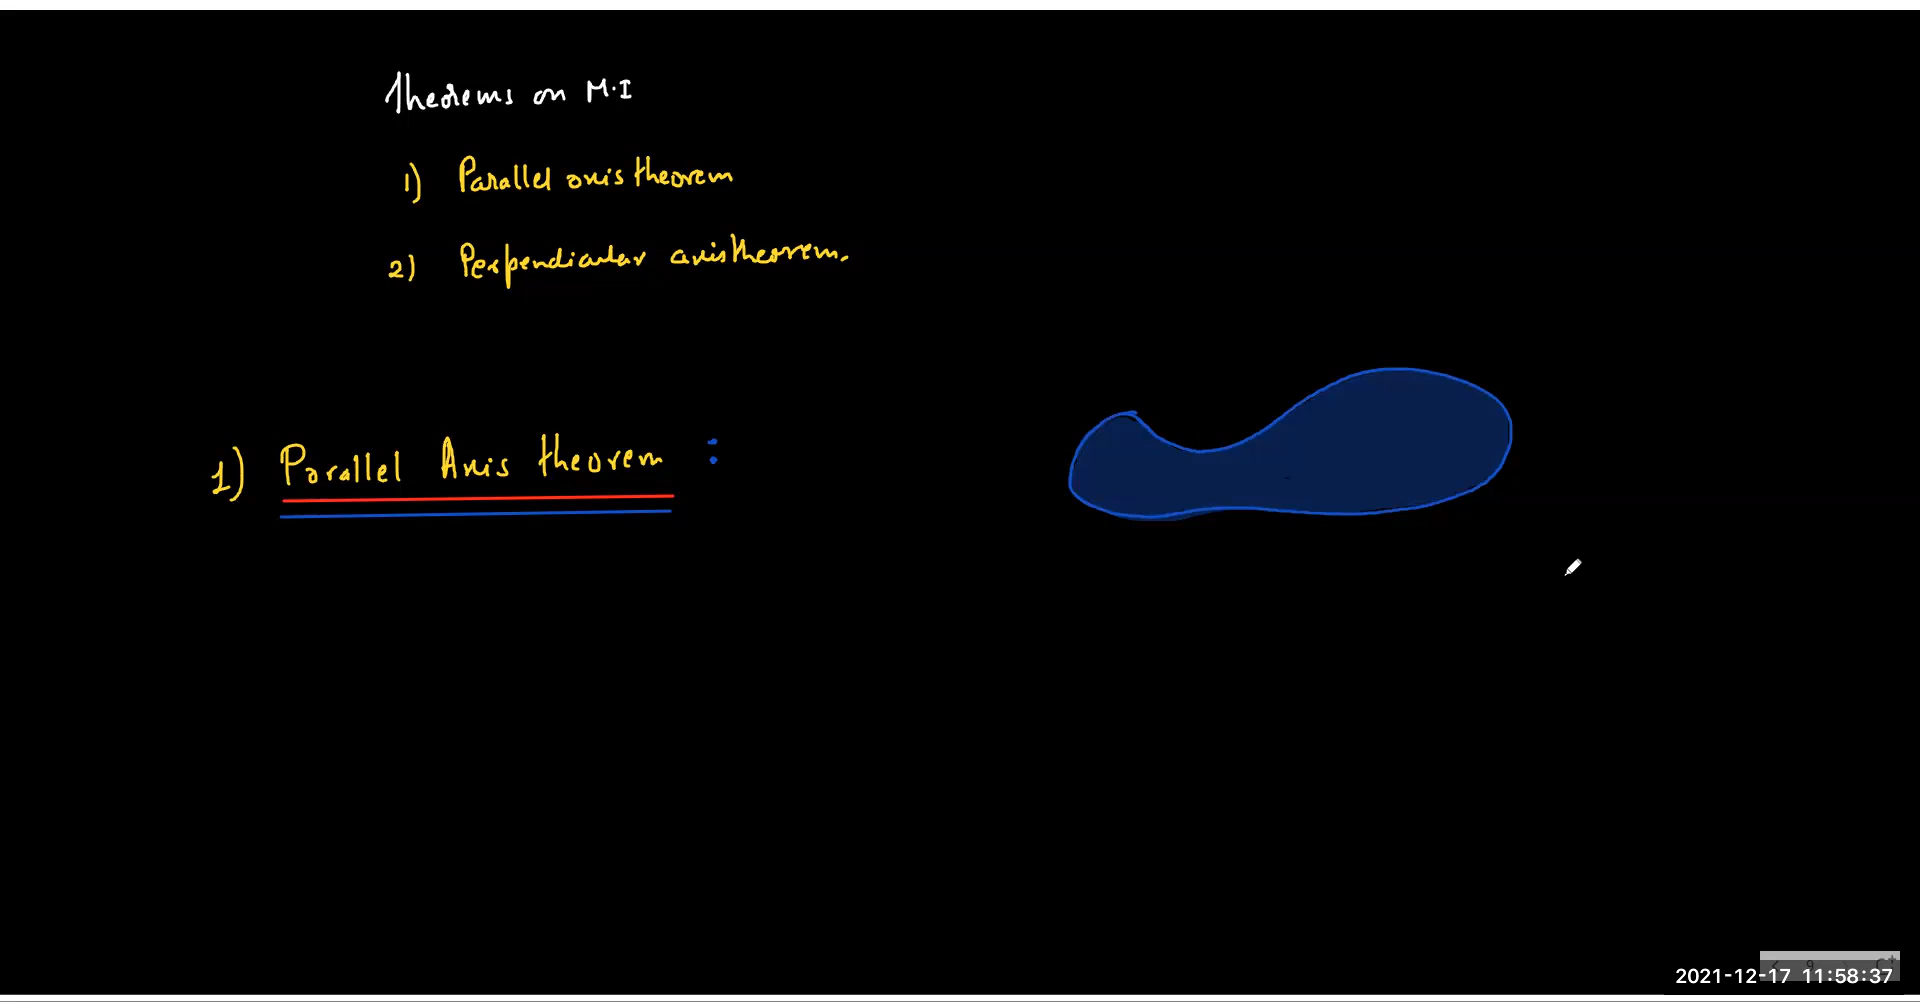 Theorems on M.I
1) Parallel axis theorem
2) Perpendicular axis theorem.
1) Parallel Axis theorem :
2021-12-17 11:58:37